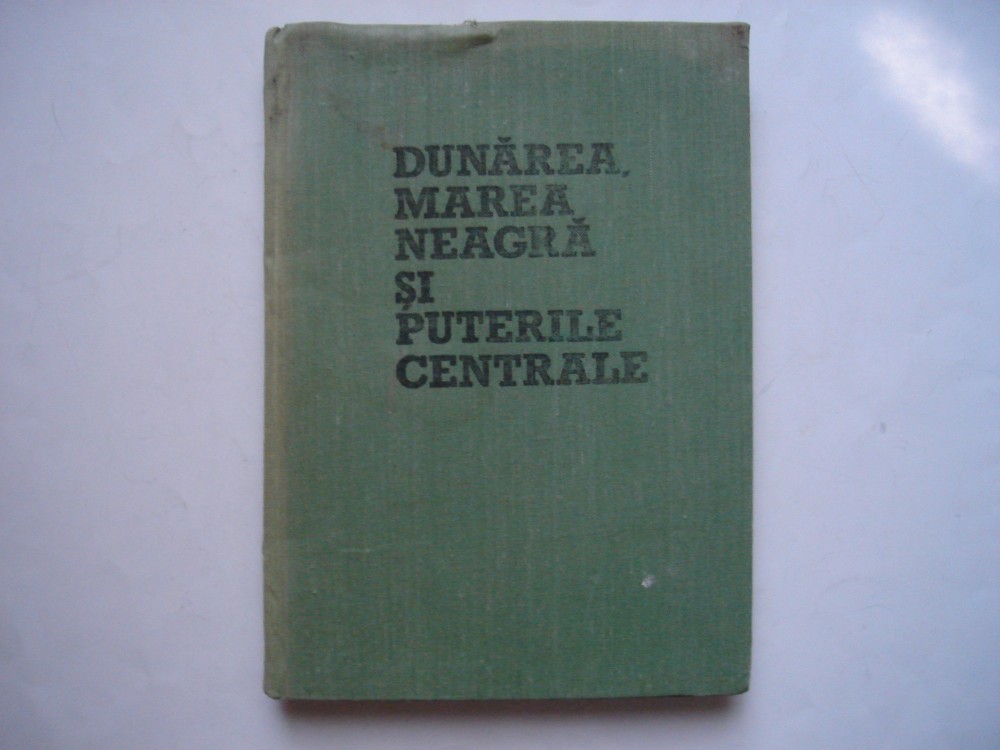 DUNĂREA,
MAREA
NEAGRĂ
ȘI
PUTERILE
CENTRALE